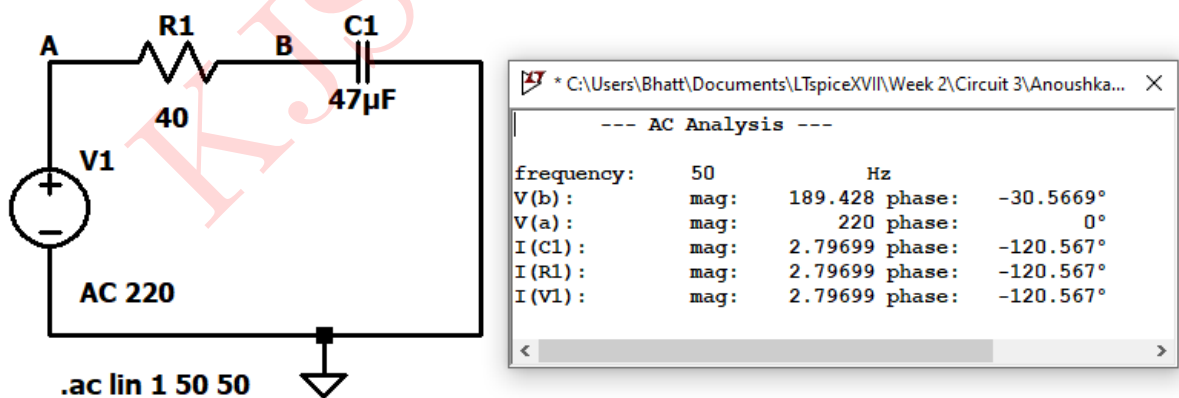 R1
C1
A
B
40
47µF
V1
AC 220
.ac lin 1 50 50
KJS
* C:\Users\Bhatt\Documents\LTspiceXVII\Week 2\Circuit 3\Anoushka...
--- AC Analysis ---
frequency: 50 Hz
V(b): mag: 189.428 phase: -30.5669°
V(a): mag: 220 phase: 0°
I(C1): mag: 2.79699 phase: -120.567°
I(R1): mag: 2.79699 phase: -120.567°
I(V1): mag: 2.79699 phase: -120.567°